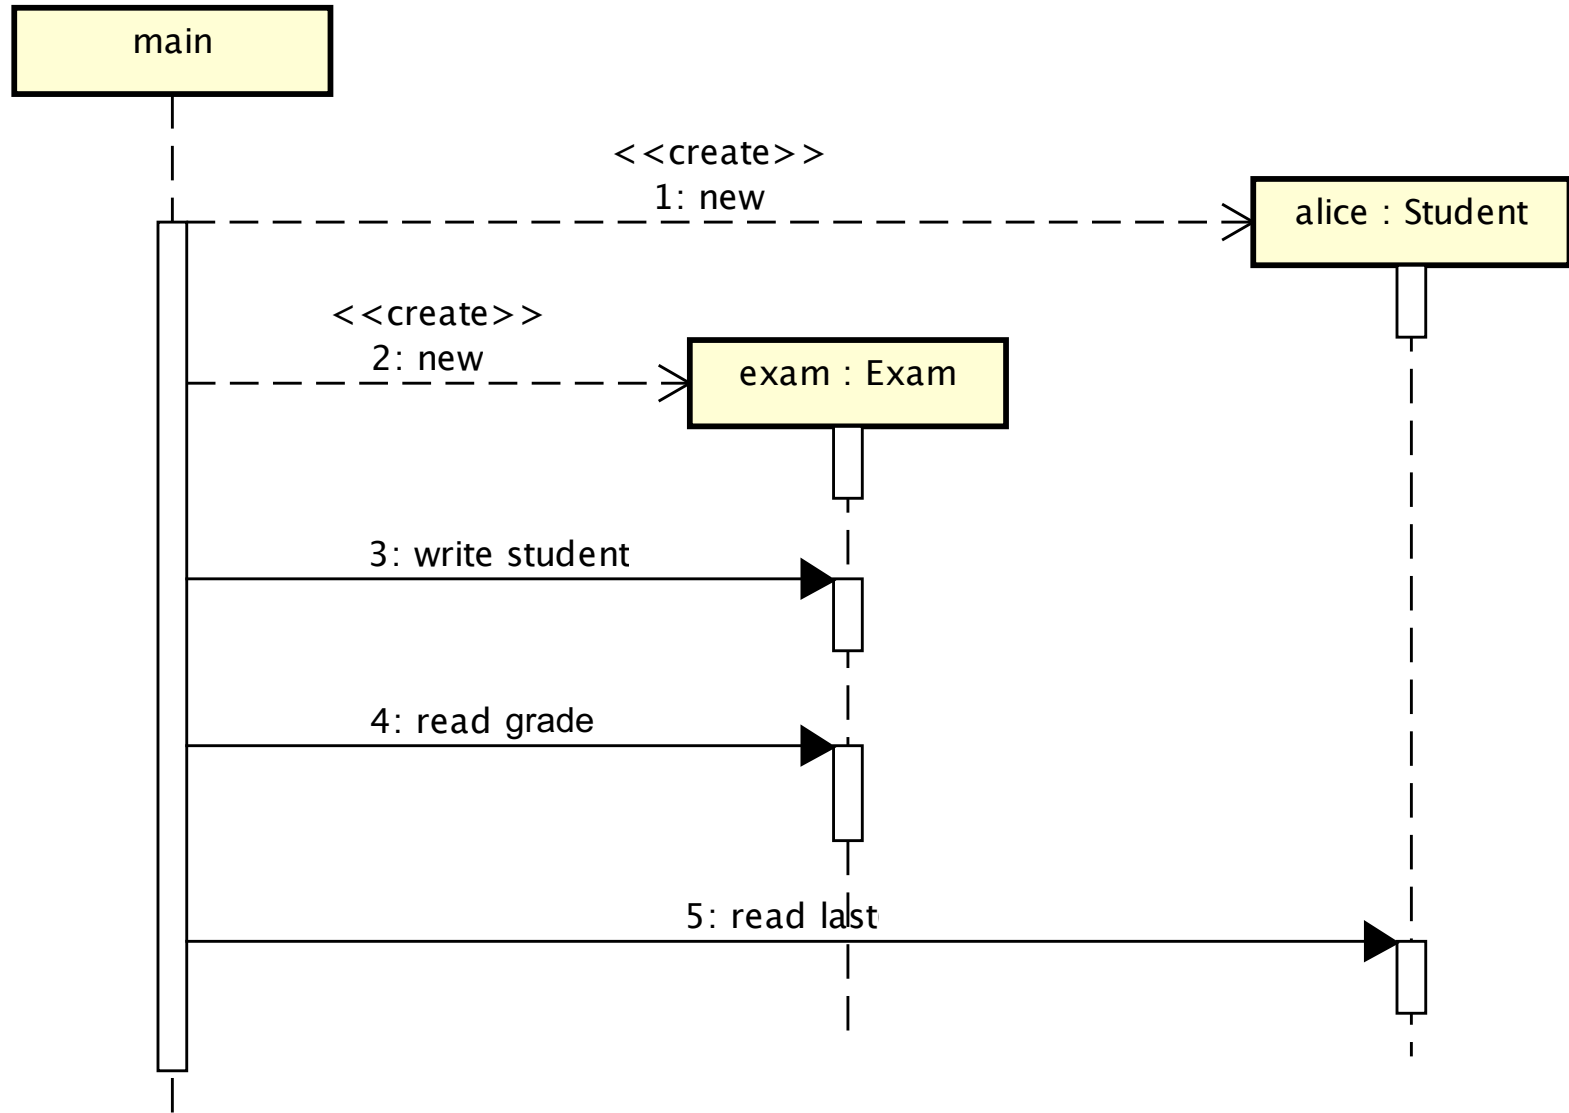 main
<<create>>
1: new
alice : Student
<<create>>
2: new
exam : Exam
3: write student
4: read grade
5: read last